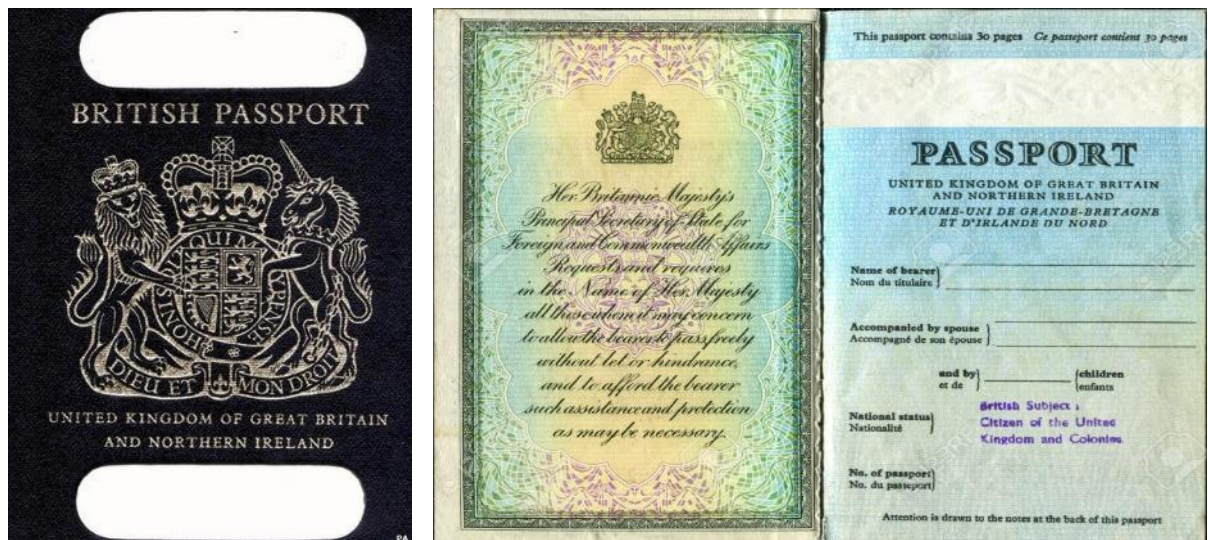 BRITISH PASSPORT
HONI SOIT QUI MAL Y PENSE
DIEU ET MON DROIT
UNITED KINGDOM OF GREAT BRITAIN
AND NORTHERN IRELAND
PA
Her Britannic Majesty's
Principal Secretary of State for
Foreign and Commonwealth Affairs
Requests and requires
in the Name of Her Majesty
all those whom it may concern
to allow the bearer to pass freely
without let or hindrance,
and to afford the bearer
such assistance and protection
as may be necessary.
This passport contains 30 pages Ce passeport contient 30 pages
PASSPORT
UNITED KINGDOM OF GREAT BRITAIN
AND NORTHERN IRELAND
ROYAUME-UNI DE GRANDE-BRETAGNE
ET D'IRLANDE DU NORD
Name of bearer
Nom du titulaire
Accompanied by spouse
Accompagné de son épouse
and by children
et de enfants
National status
Nationalité
British Subject :
Citizen of the United
Kingdom and Colonies.
No. of passport
No. du passeport
Attention is drawn to the notes at the back of this passport